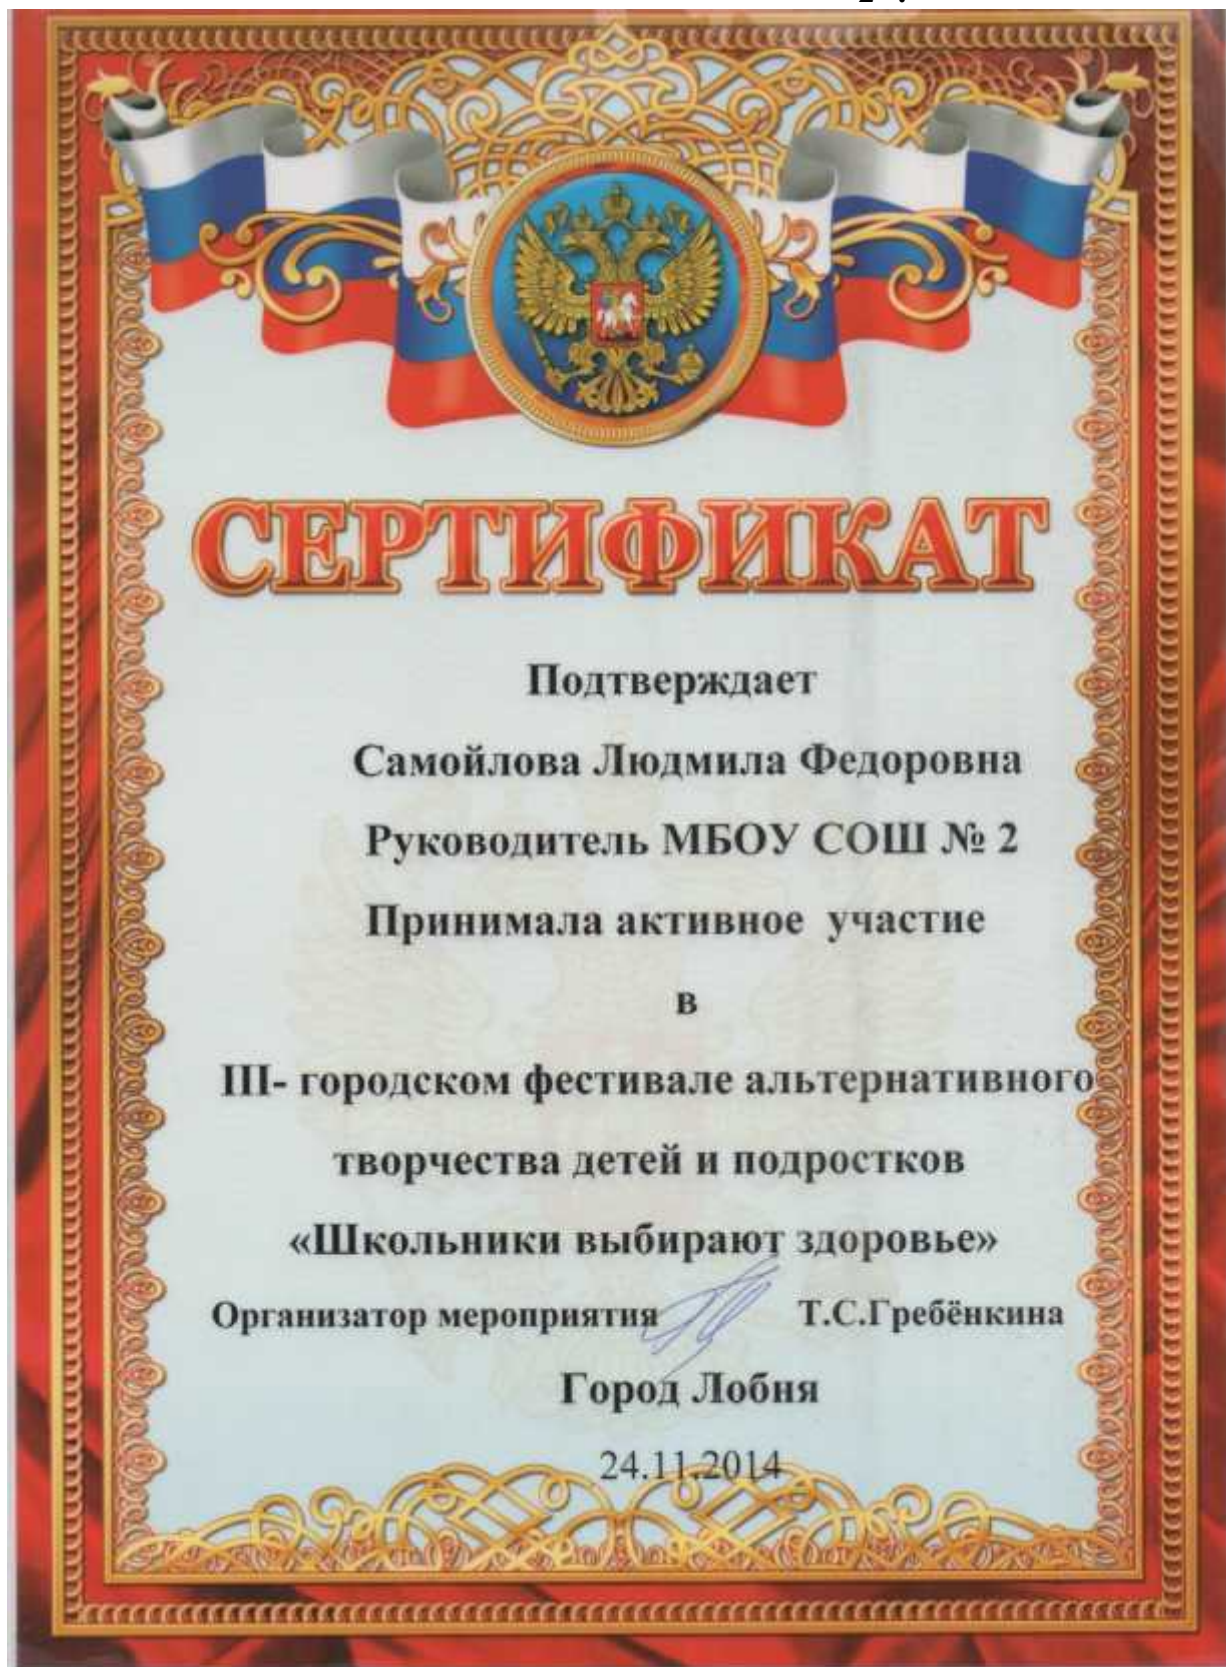 СЕРТИФИКАТ
Подтверждает
Самойлова Людмила Федоровна
Руководитель МБОУ СОШ № 2
Принимала активное участие
в
III- городском фестивале альтернативного
творчества детей и подростков
«Школьники выбирают здоровье»
Организатор мероприятия Т.С.Гребёнкина
Город Лобня
24.11.2014